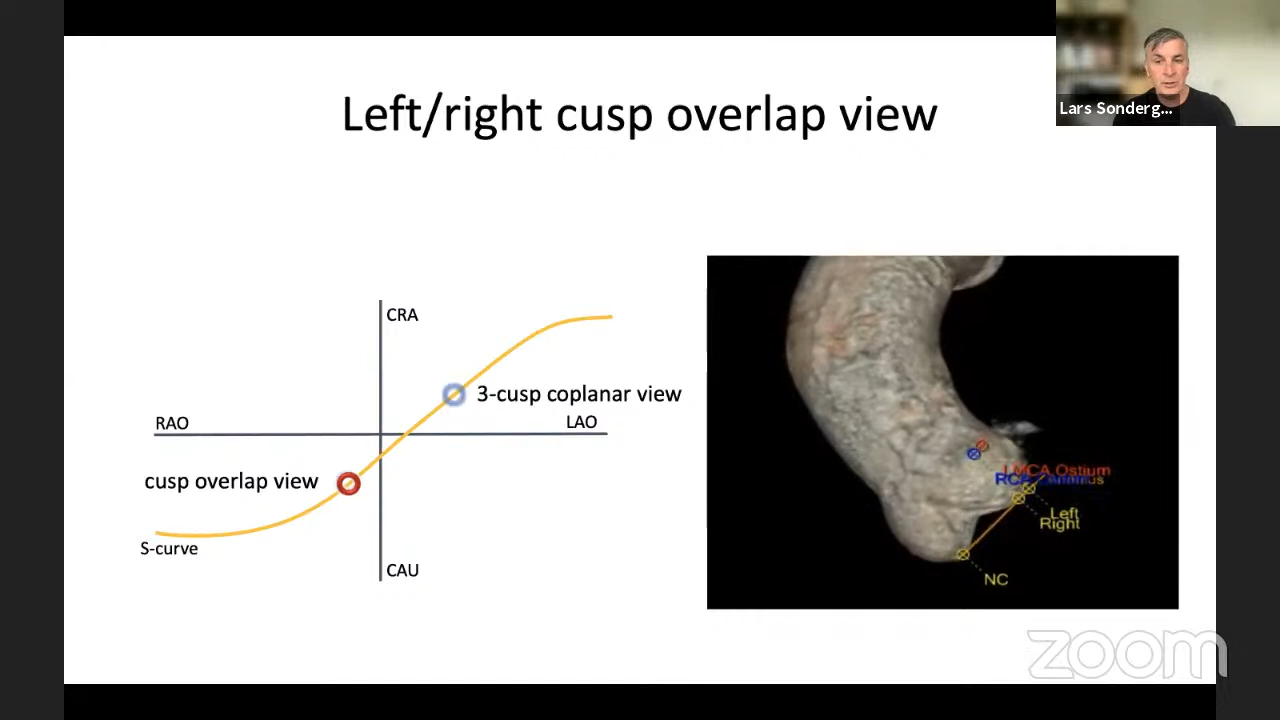 Left/right cusp overlap view
Lars Sonderg...
CRA
3-cusp coplanar view
RAO
LAO
cusp overlap view
S-curve
CAU
LMCA Ostium
Left
Right
NC
zoom